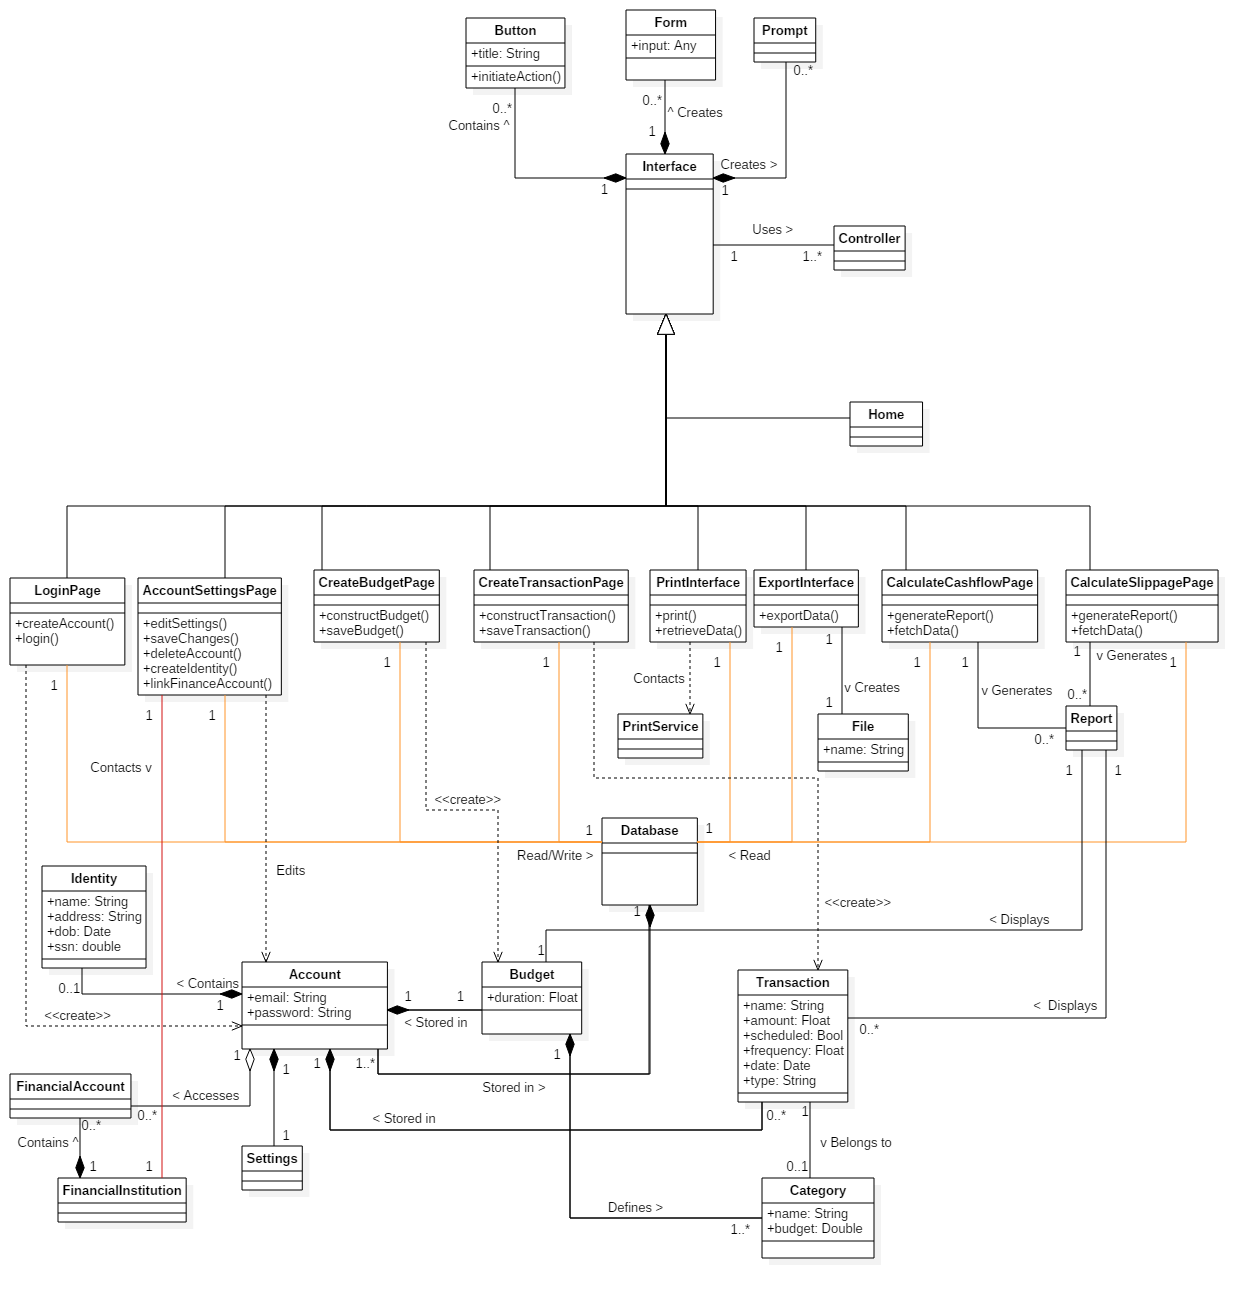 Button
+title: String
+initiateAction()
Form
+input: Any
Prompt
0..*
0..*
Contains ^
0..*
^ Creates
1
Interface
Creates >
1
1
Uses >
1
1..*
Controller
Home
LoginPage
+createAccount()
+login()
AccountSettingsPage
+editSettings()
+saveChanges()
+deleteAccount()
+createIdentity()
+linkFinanceAccount()
CreateBudgetPage
+constructBudget()
+saveBudget()
CreateTransactionPage
+constructTransaction()
+saveTransaction()
PrintInterface
+print()
+retrieveData()
ExportInterface
+exportData()
CalculateCashflowPage
+generateReport()
+fetchData()
CalculateSlippagePage
+generateReport()
+fetchData()
1
1
1
1
1
1
1
1
1
1
1
1
v Generates
Contacts
v Creates
1
v Generates
0..*
0..*
PrintService
File
+name: String
Report
1
1
Contacts v
<<create>>
Database
1
1
Read/Write >
< Read
1
Edits
Identity
+name: String
+address: String
+dob: Date
+ssn: double
<<create>>
< Displays
1
0..1
< Contains
1
<<create>>
Account
+email: String
+password: String
1
1
< Stored in
Budget
+duration: Float
Transaction
+name: String
+amount: Float
+scheduled: Bool
+frequency: Float
+date: Date
+type: String
< Displays
0..*
1
1
1
1..*
1
Stored in >
FinancialAccount
< Accesses
0..*
0..*
< Stored in
0..*
1
Contains ^
1
1
1
Settings
v Belongs to
0..1
FinancialInstitution
Defines >
1..*
Category
+name: String
+budget: Double